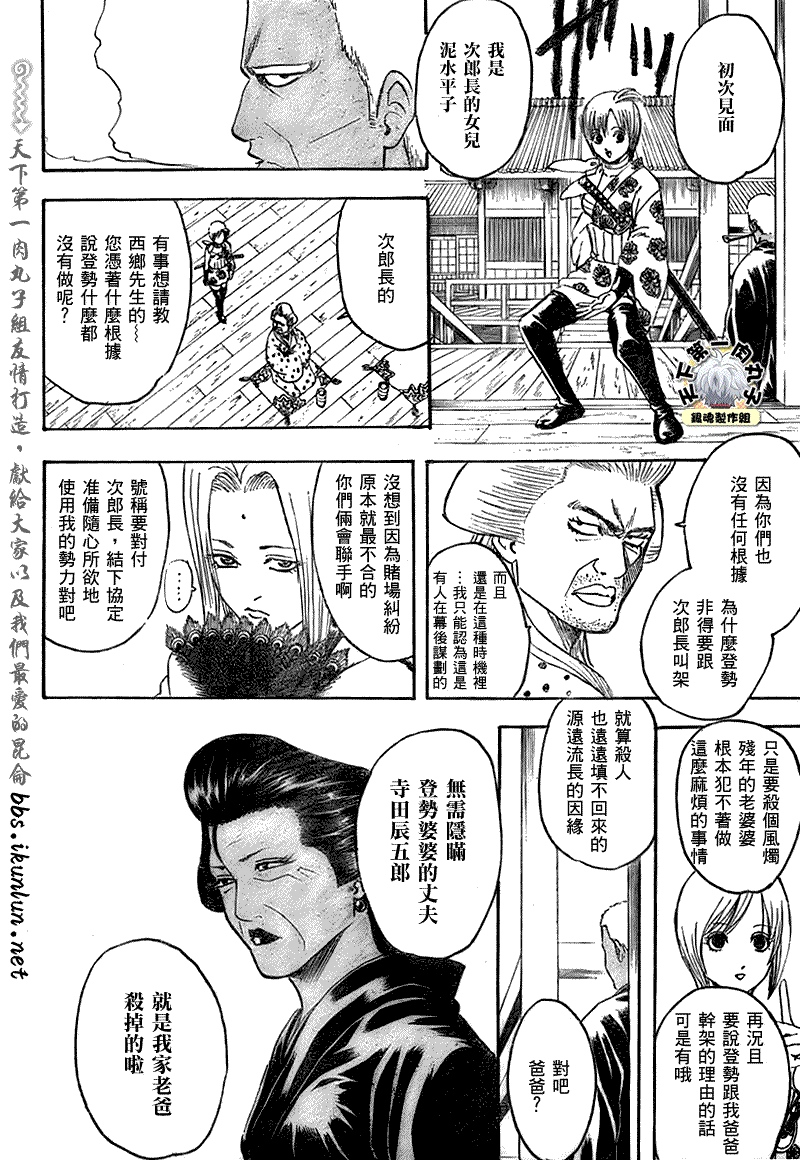 初次見面
我是
次郎長的女兒
泥水平子
次郎長的
有事想請教
西鄉先生的～
您憑著什麼根據
說登勢什麼都
沒有做呢？
因為你們也
沒有任何根據
為什麼登勢
非得要跟
次郎長叫架
而且
還是在這種時機裡
…我只能認為這是
有人在幕後謀劃的
沒想到因為賭場糾紛
原本就最不合的
你們倆會聯手啊
…
號稱要對付
次郎長，結下協定
准備隨心所欲地
使用我的勢力對吧
只是要殺個風燭
殘年的老婆婆
根本犯不著做
這麼麻煩的事情
再況且
要說登勢跟我爸爸
幹架的理由的話
可是有哦
就算殺人
也遠遠填不回來的
源遠流長的因緣
對吧
爸爸？
無需隱瞞
登勢婆婆的丈夫
寺田辰五郎
就是我家老爸
殺掉的啦
天下第一肉丸子
銀魂製作組
天下第一肉丸子組友情打造，獻給大家以及我們最愛的昆侖 bbs.ikunlun.net